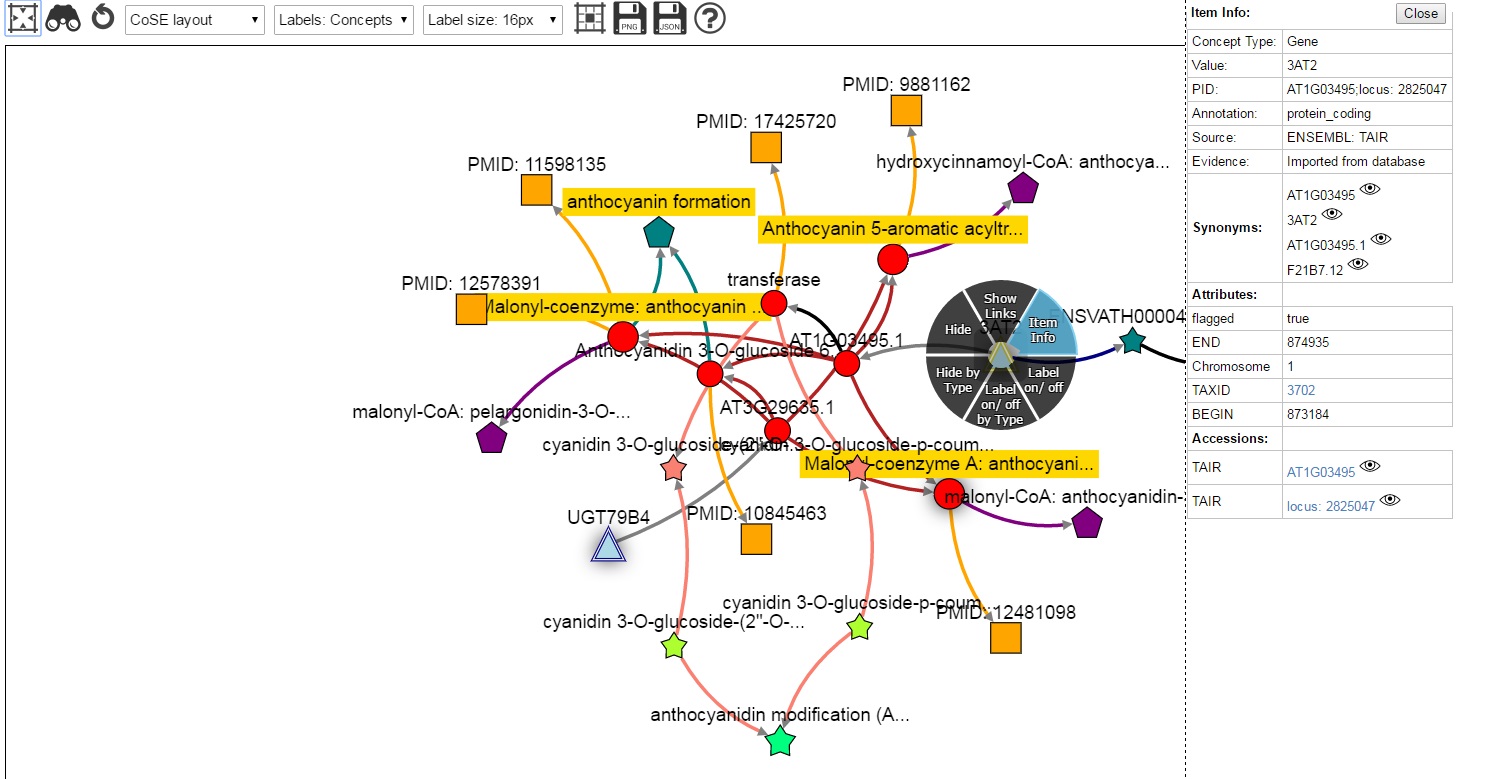 CoSE layout
Labels: Concepts
Label size: 16px
PNG
JSON
?
Item Info:
Close
Concept Type: Gene
Value: 3AT2
PID: AT1G03495;locus: 2825047
Annotation: protein_coding
Source: ENSEMBL: TAIR
Evidence: Imported from database
Synonyms:
AT1G03495
3AT2
AT1G03495.1
F21B7.12
Attributes:
flagged true
END 874935
Chromosome 1
TAXID 3702
BEGIN 873184
Accessions:
TAIR AT1G03495
TAIR locus: 2825047
PMID: 9881162
PMID: 17425720
PMID: 11598135
hydroxycinnamoyl-CoA: anthocya...
anthocyanin formation
Anthocyanin 5-aromatic acyltr...
transferase
PMID: 12578391
Malonyl-coenzyme: anthocyanin ...
Show
Links
Hide
3AT2
Item
Info
Hide by
Type
Label
on/ off
by Type
Label
on/ off
ENSVATH00004
AT1G03495.1
Anthocyanidin 3-O-glucoside 6
AT3G29635.1
malonyl-CoA: pelargonidin-3-O-...
cyanidin 3-O-glucoside-(2"-O-...
cyanidin 3-O-glucoside-p-coum...
Malonyl-coenzyme A: anthocyani...
malonyl-CoA: anthocyanidin-
UGT79B4
PMID: 10845463
cyanidin 3-O-glucoside-p-coum...
PMID: 12481098
cyanidin 3-O-glucoside-(2"-O-...
anthocyanidin modification (A...